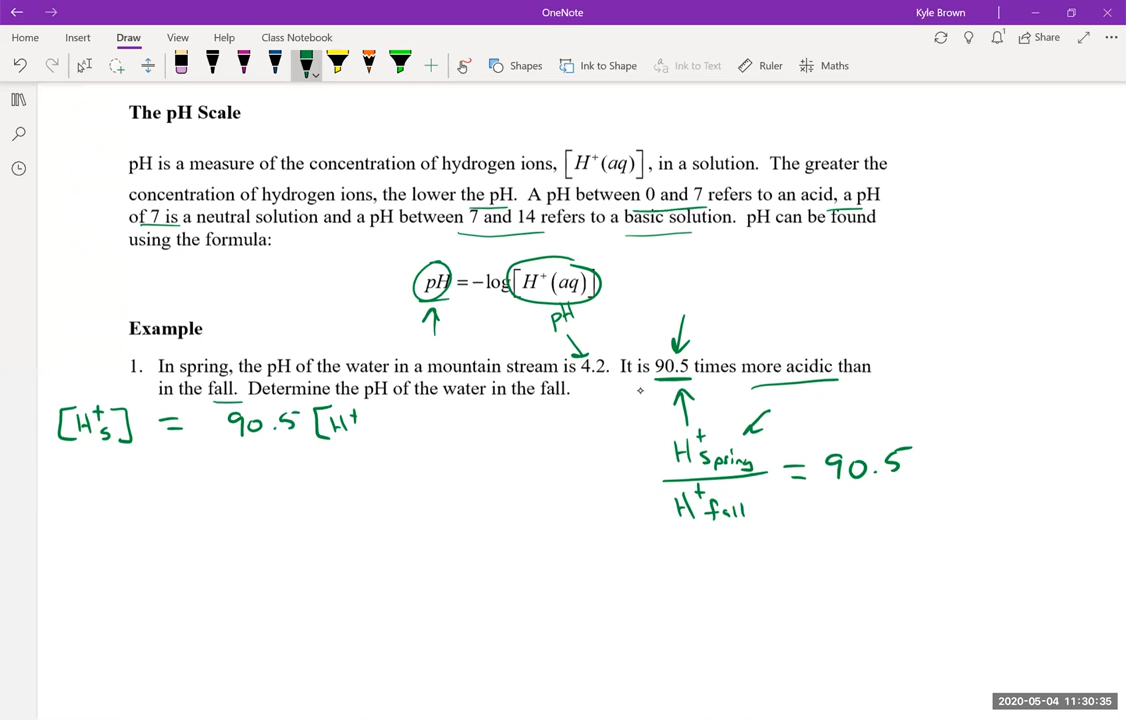 OneNote
Kyle Brown
Home Insert Draw View Help Class Notebook
Share
Shapes Ink to Shape Ink to Text Ruler Maths
The pH Scale
pH is a measure of the concentration of hydrogen ions, [H⁺(aq)], in a solution. The greater the
concentration of hydrogen ions, the lower the pH. A pH between 0 and 7 refers to an acid, a pH
of 7 is a neutral solution and a pH between 7 and 14 refers to a basic solution. pH can be found
using the formula:
pH = −log[H⁺(aq)]
pH
Example
1. In spring, the pH of the water in a mountain stream is 4.2. It is 90.5 times more acidic than
in the fall. Determine the pH of the water in the fall.
[H⁺s] = 90.5 [H⁺
H⁺spring
= 90.5
H⁺fall
2020-05-04 11:30:35